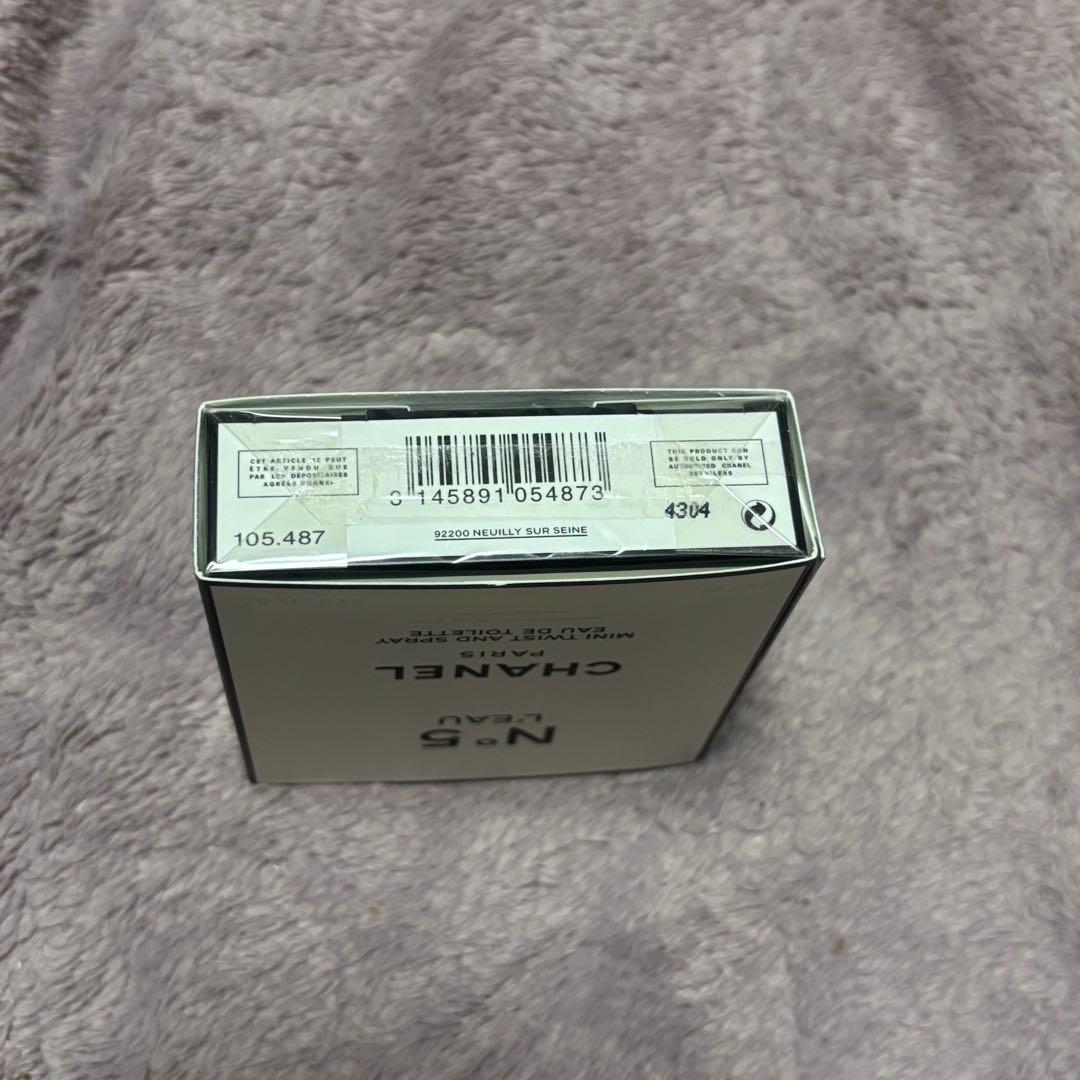 CET ARTICLE NE PEUT
ÊTRE VENDU QUE
PAR LES DÉPOSITAIRES
AGRÉÉS CHANEL
105.487
3 145891 054873
92200 NEUILLY SUR SEINE
THIS PRODUCT CAN
BE SOLD ONLY BY
AUTHORIZED CHANEL
RETAILERS
4304
N°5
L'EAU
CHANEL
PARIS
MINI TWIST AND SPRAY
EAU DE TOILETTE